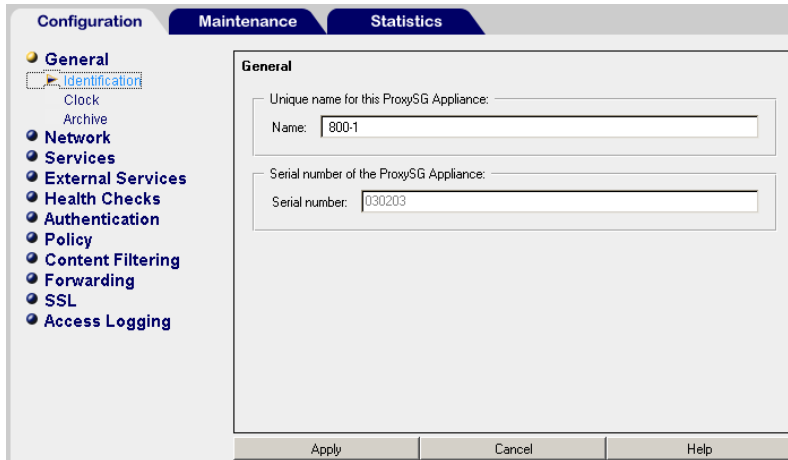 Configuration
Maintenance
Statistics
General
Identification
Clock
Archive
Network
Services
External Services
Health Checks
Authentication
Policy
Content Filtering
Forwarding
SSL
Access Logging
General
Unique name for this ProxySG Appliance:
Name: 800-1
Serial number of the ProxySG Appliance:
Serial number: 030203
Apply
Cancel
Help